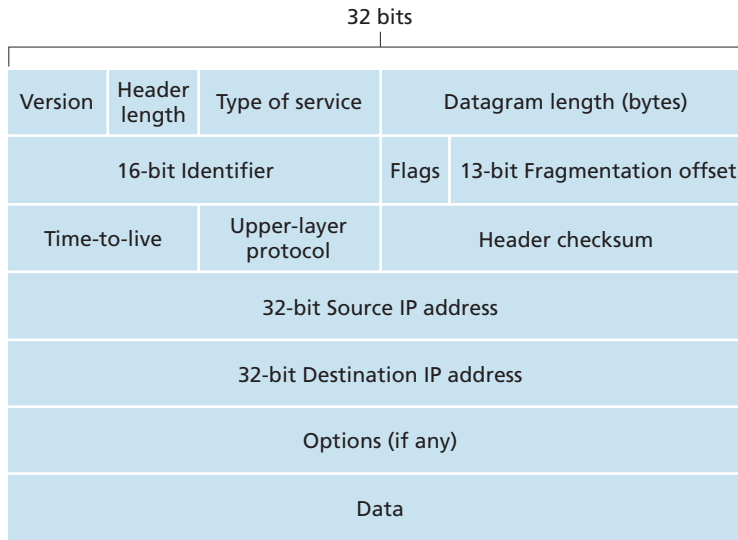 32 bits
Version
Header
length
Type of service
Datagram length (bytes)
16-bit Identifier
Flags
13-bit Fragmentation offset
Time-to-live
Upper-layer
protocol
Header checksum
32-bit Source IP address
32-bit Destination IP address
Options (if any)
Data